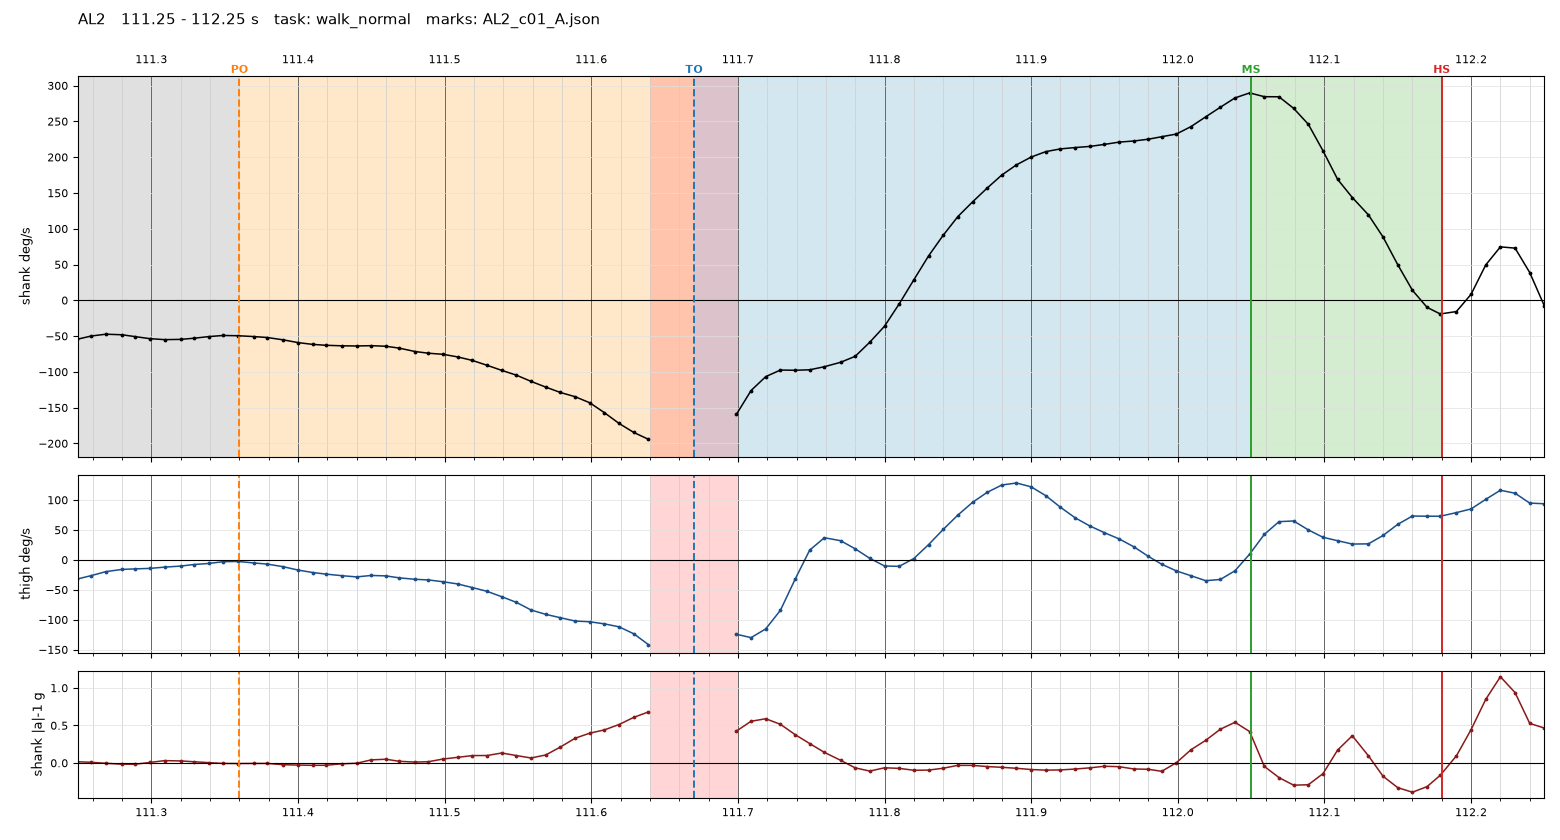 AL2   111.25 - 112.25 s   task: walk_normal   marks: AL2_c01_A.json
111.3 111.4 111.5 111.6 111.7 111.8 111.9 112.0 112.1 112.2
PO TO MS HS
shank deg/s
300
250
200
150
100
50
0
−50
−100
−150
−200
thigh deg/s
100
50
0
−50
−100
−150
shank |a|-1 g
1.0
0.5
0.0
111.3 111.4 111.5 111.6 111.7 111.8 111.9 112.0 112.1 112.2